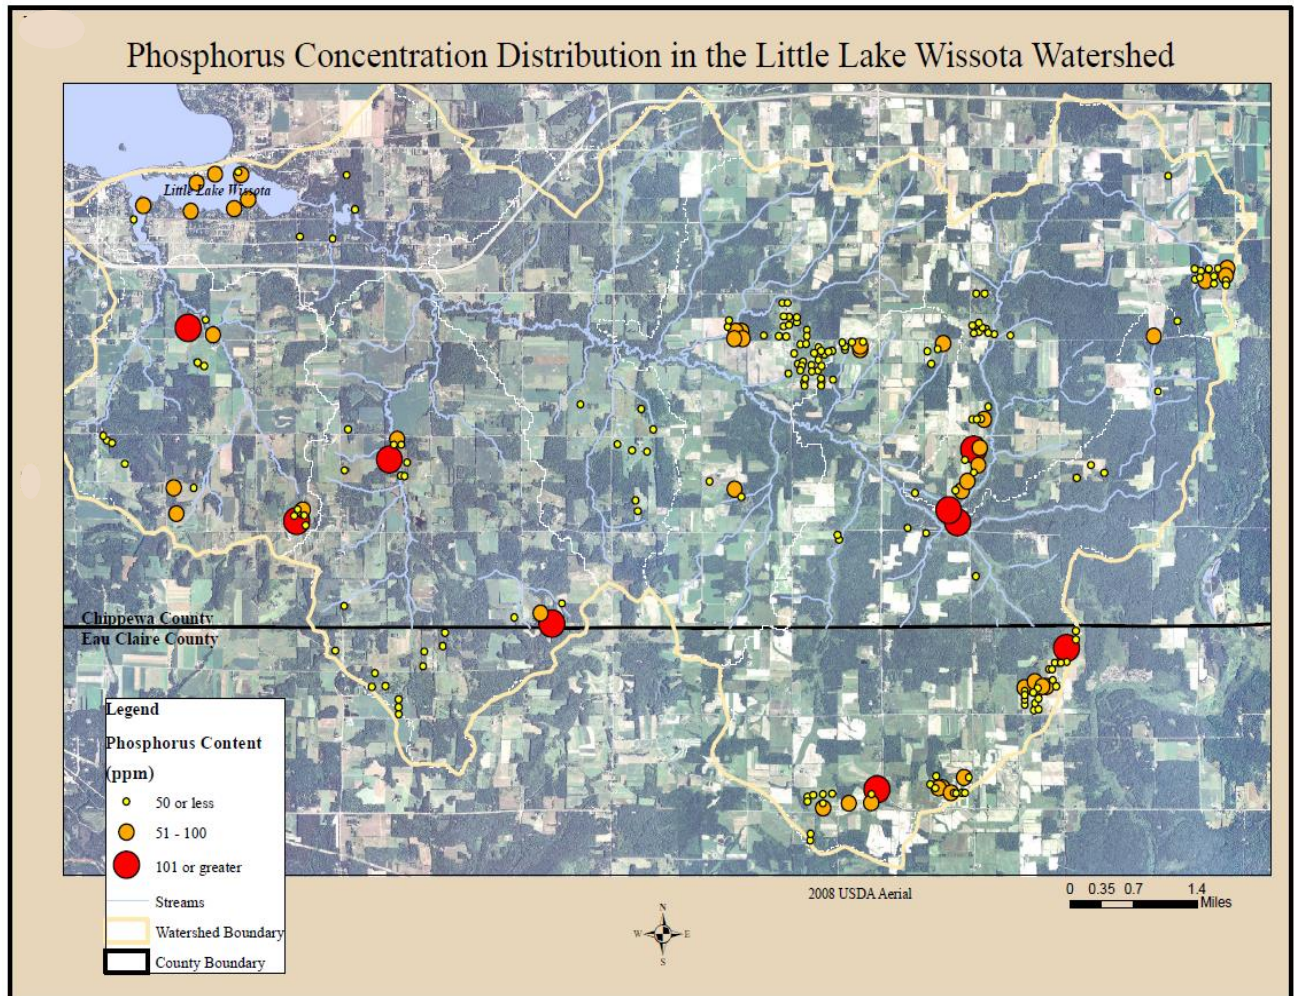 Phosphorus Concentration Distribution in the Little Lake Wissota Watershed
Little Lake Wissota
Chippewa County
Eau Claire County
Legend
Phosphorus Content
(ppm)
50 or less
51 - 100
101 or greater
Streams
Watershed Boundary
County Boundary
2008 USDA Aerial
0 0.35 0.7 1.4
Miles
N
W E
S